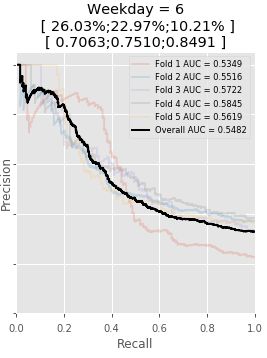 Weekday = 6
[ 26.03%;22.97%;10.21% ]
[ 0.7063;0.7510;0.8491 ]
Fold 1 AUC = 0.5349
Fold 2 AUC = 0.5516
Fold 3 AUC = 0.5722
Fold 4 AUC = 0.5845
Fold 5 AUC = 0.5619
Overall AUC = 0.5482
Precision
0.0 0.2 0.4 0.6 0.8 1.0
Recall